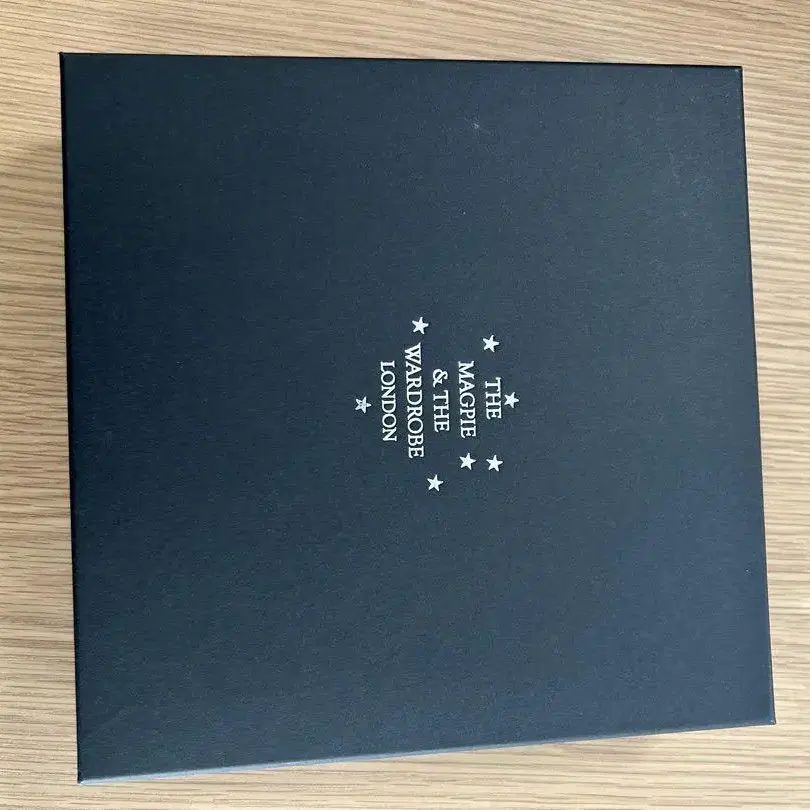 THE
MAGPIE
& THE
WARDROBE
LONDON